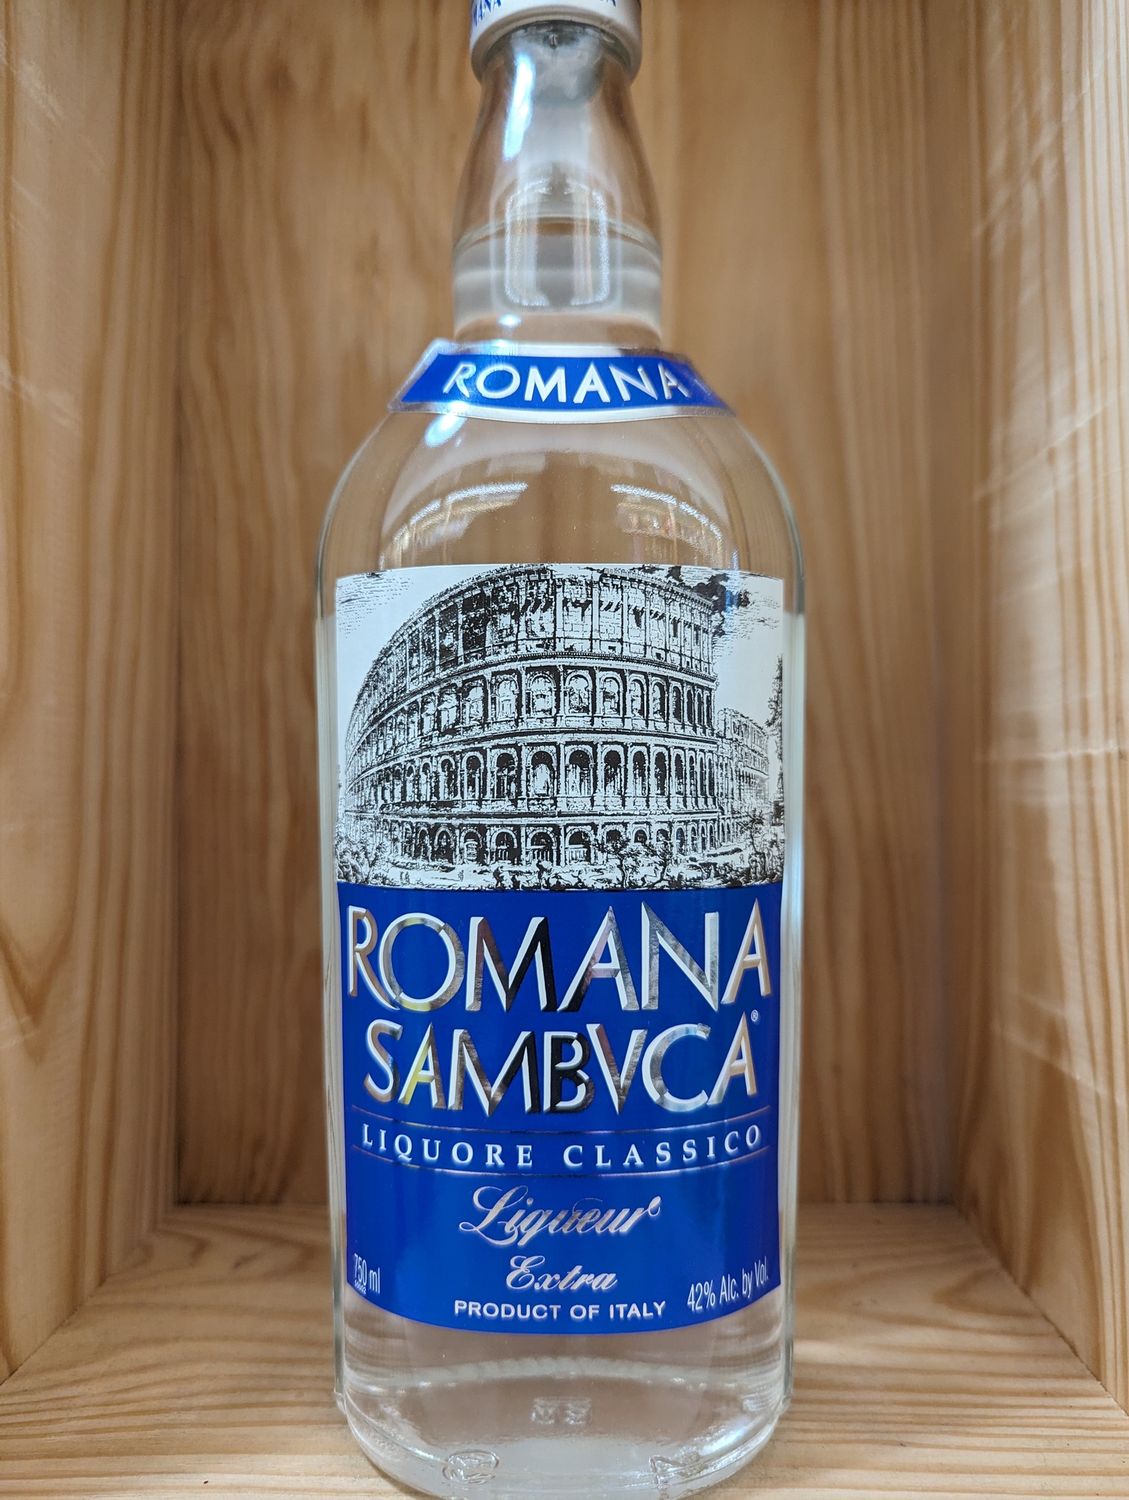 ROMANA
ROMANA
SAMBVCA®
LIQUORE CLASSICO
Liqueur
Extra
750 ml
PRODUCT OF ITALY
42% Alc. by Vol.